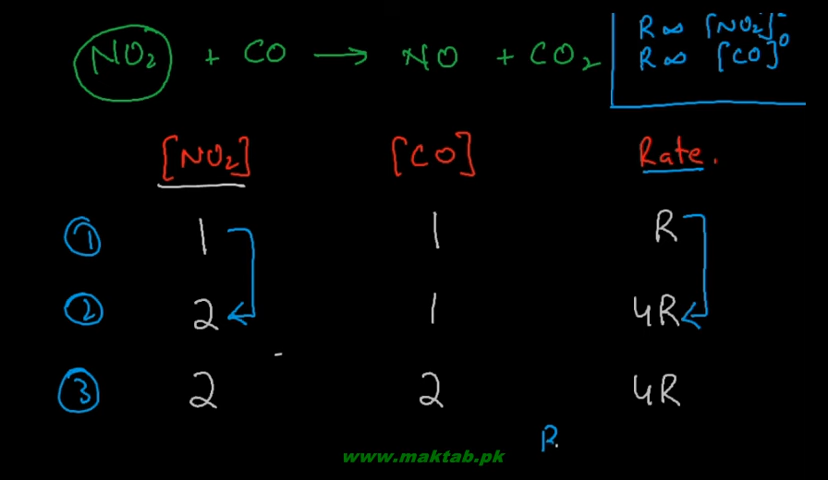 NO₂ + CO → NO + CO₂
R ∝ [NO₂]²
R ∝ [CO]⁰
[NO₂] [CO] Rate.
① 1 1 R
② 2 1 4R
③ 2 2 4R
R
www.maktab.pk